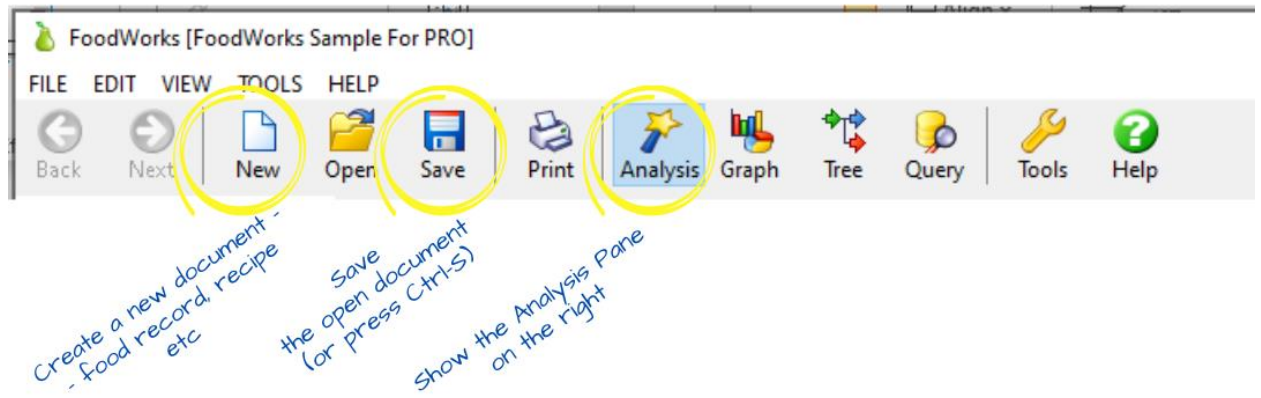 FoodWorks [FoodWorks Sample For PRO]
FILE EDIT VIEW TOOLS HELP
Back Next New Open Save Print Analysis Graph Tree Query Tools Help
Create a new document -
- food record, recipe
etc
Save
the open document
(or press Ctrl-S)
Show the Analysis Pane
on the right